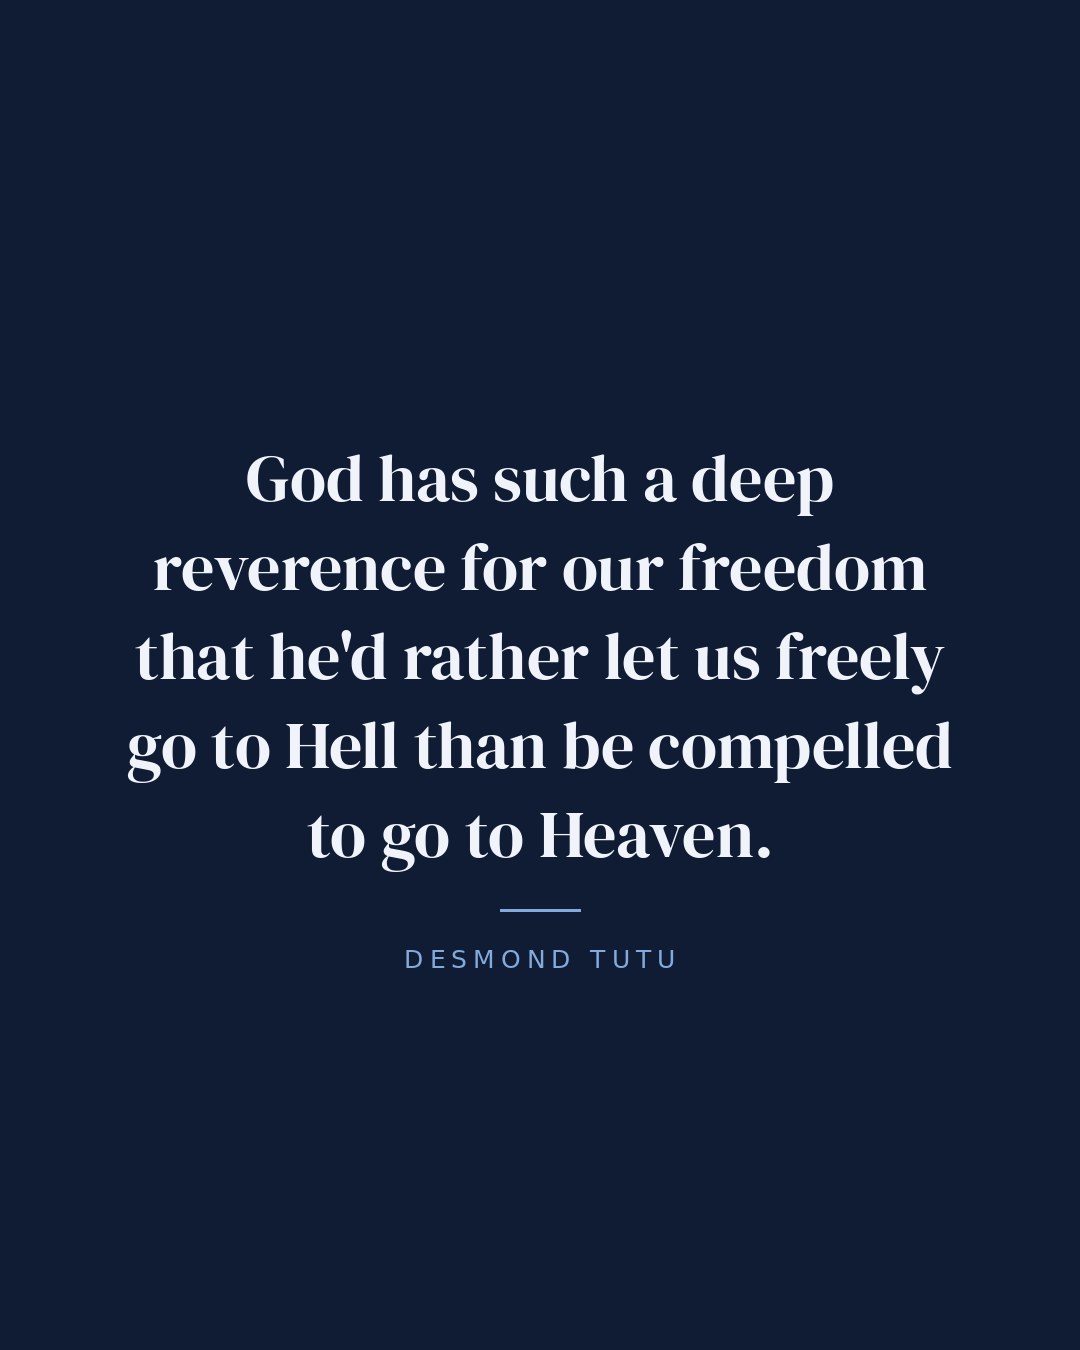 God has such a deep
reverence for our freedom
that he'd rather let us freely
go to Hell than be compelled
to go to Heaven.
DESMOND TUTU